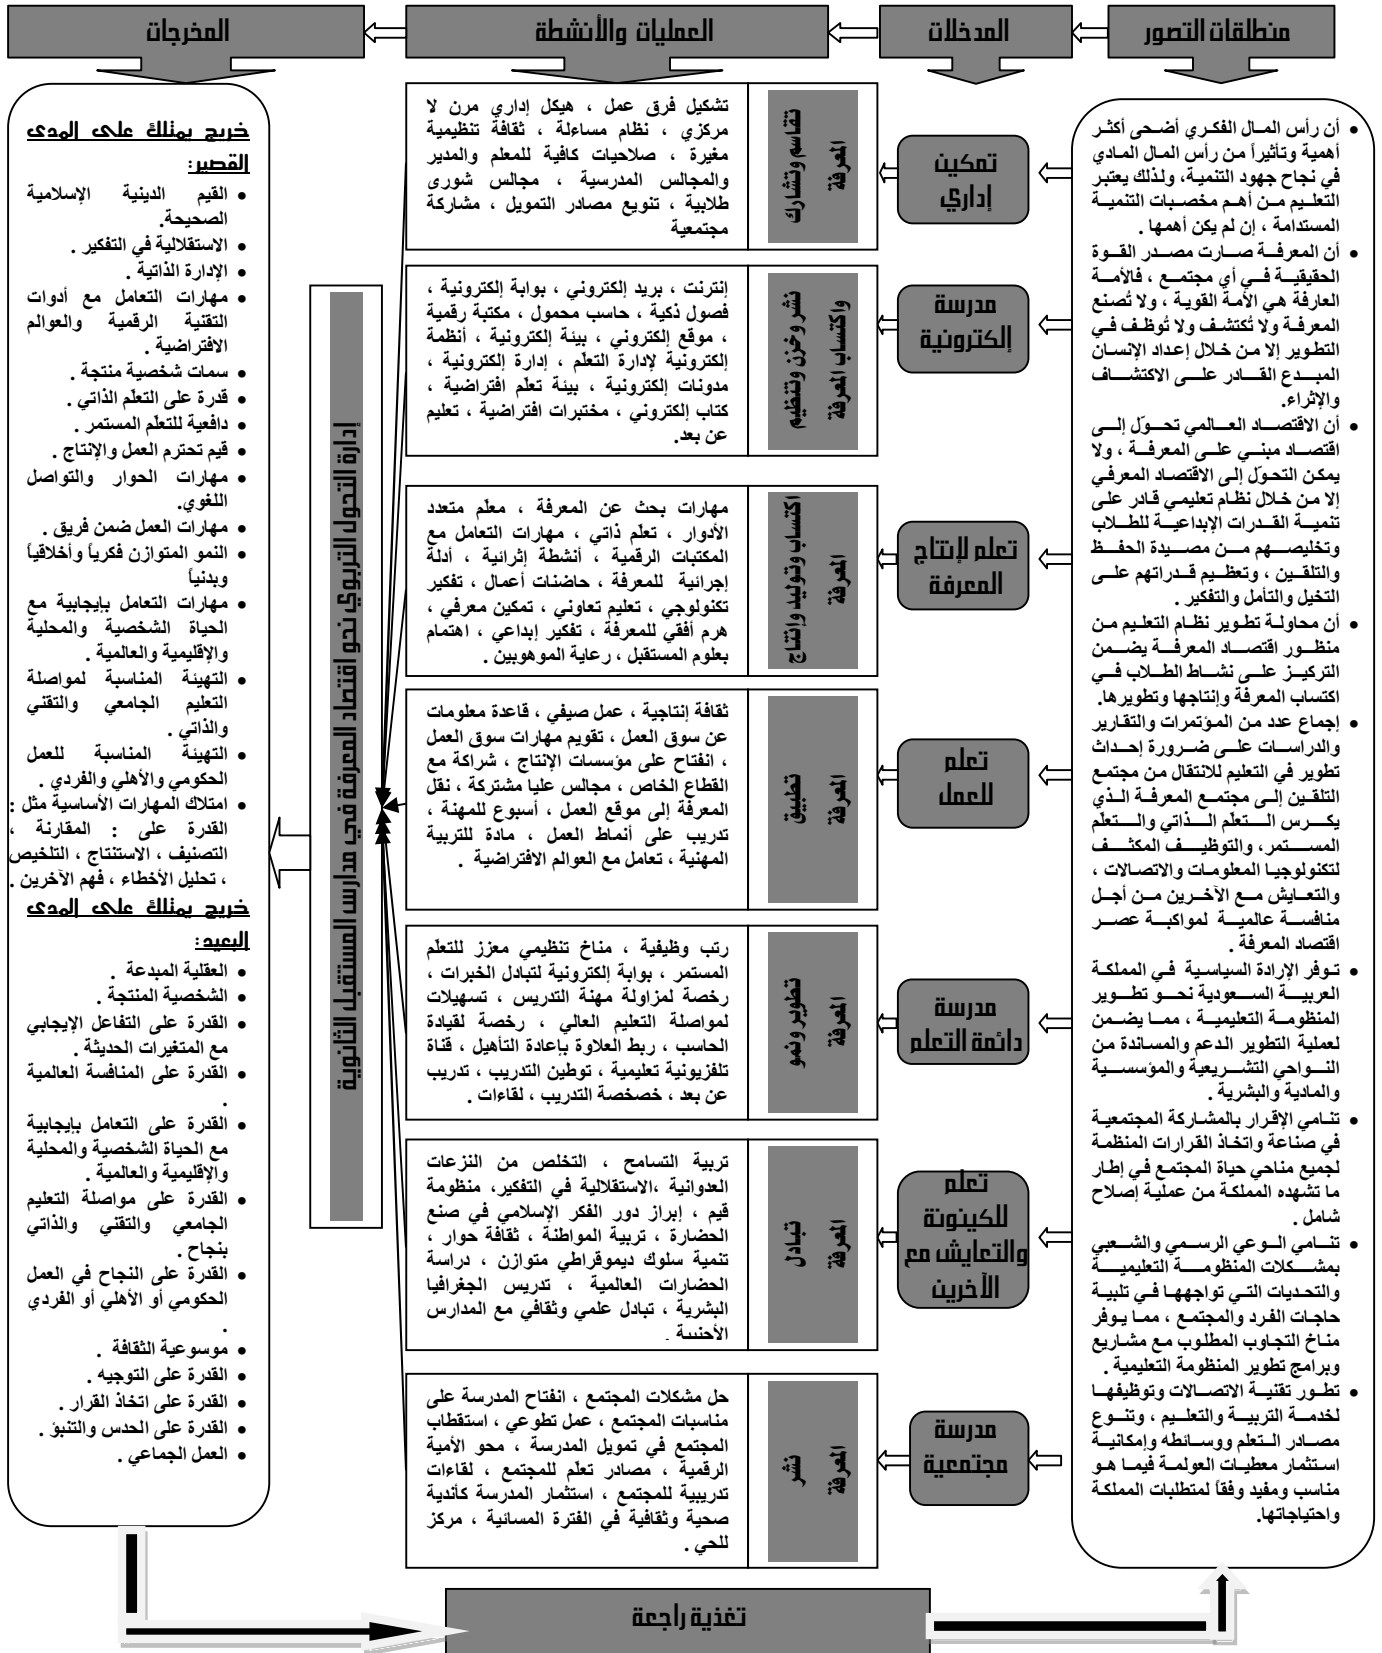 منطلقات التصور
المدخلات
العمليات والأنشطة
المخرجات
• أن رأس المال الفكري أضحى أكثر
أهمية وتأثيراً من رأس المال المادي
في نجاح جهود التنمية، ولذلك يعتبر
التعليم من أهم مخصبات التنمية
المستدامة ، إن لم يكن أهمها .
• أن المعرفة صارت مصدر القوة
الحقيقية في أي مجتمع ، فالأمة
العارفة هي الأمة القوية ، ولا تُصنع
المعرفة ولا تُكتشف ولا تُوظف في
التطوير إلا من خلال إعداد الإنسان
المبدع القادر على الاكتشاف
والإثراء.
• أن الاقتصاد العالمي تحوّل إلى
اقتصاد مبني على المعرفة ، ولا
يمكن التحوّل إلى الاقتصاد المعرفي
إلا من خلال نظام تعليمي قادر على
تنمية القدرات الإبداعية للطلاب
وتخليصهم من مصيدة الحفظ
والتلقين ، وتعظيم قدراتهم على
التخيل والتأمل والتفكير .
• أن محاولة تطوير نظام التعليم من
منظور اقتصاد المعرفة يضمن
التركيز على نشاط الطلاب في
اكتساب المعرفة وإنتاجها وتطويرها.
• إجماع عدد من المؤتمرات والتقارير
والدراسات على ضرورة إحداث
تطوير في التعليم للانتقال من مجتمع
التلقين إلى مجتمع المعرفة الذي
يكرس التعلّم الذاتي والتعلّم
المستمر، والتوظيف المكثف
لتكنولوجيا المعلومات والاتصالات ،
والتعايش مع الآخرين من أجل
منافسة عالمية لمواكبة عصر
اقتصاد المعرفة .
• توفر الإرادة السياسية في المملكة
العربية السعودية نحو تطوير
المنظومة التعليمية ، مما يضمن
لعملية التطوير الدعم والمساندة من
النواحي التشريعية والمؤسسية
والمادية والبشرية .
• تنامي الإقرار بالمشاركة المجتمعية
في صناعة واتخاذ القرارات المنظمة
لجميع مناحي حياة المجتمع في إطار
ما تشهده المملكة من عملية إصلاح
شامل .
• تنامي الوعي الرسمي والشعبي
بمشكلات المنظومة التعليمية
والتحديات التي تواجهها في تلبية
حاجات الفرد والمجتمع ، مما يوفر
مناخ التجاوب المطلوب مع مشاريع
وبرامج تطوير المنظومة التعليمية .
• تطور تقنية الاتصالات وتوظيفها
لخدمة التربية والتعليم ، وتنوع
مصادر التعلم ووسائطه وإمكانية
استثمار معطيات العولمة فيما هو
مناسب ومفيد وفقاً لمتطلبات المملكة
واحتياجاتها.
تمكين
إداري
تقاسم وتشارك
المعرفة
تشكيل فرق عمل ، هيكل إداري مرن لا
مركزي ، نظام مساءلة ، ثقافة تنظيمية
مغيرة ، صلاحيات كافية للمعلم والمدير
والمجالس المدرسية ، مجالس شورى
طلابية ، تنويع مصادر التمويل ، مشاركة
مجتمعية
مدرسة
إلكترونية
نشر وخزن وتنظيم
واكتساب المعرفة
إنترنت ، بريد إلكتروني ، بوابة إلكترونية ،
فصول ذكية ، حاسب محمول ، مكتبة رقمية
، موقع إلكتروني ، بيئة إلكترونية ، أنظمة
إلكترونية لإدارة التعلّم ، إدارة إلكترونية ،
مدونات إلكترونية ، بيئة تعلّم افتراضية ،
كتاب إلكتروني ، مختبرات افتراضية ، تعليم
عن بعد.
تعلم لإنتاج
المعرفة
اكتساب وتوليد وإنتاج
المعرفة
مهارات بحث عن المعرفة ، معلّم متعدد
الأدوار ، تعلّم ذاتي ، مهارات التعامل مع
المكتبات الرقمية ، أنشطة إثرائية ، أدلة
إجرائية للمعرفة ، حاضنات أعمال ، تفكير
تكنولوجي ، تعليم تعاوني ، تمكين معرفي ،
هرم أفقي للمعرفة ، تفكير إبداعي ، اهتمام
بعلوم المستقبل ، رعاية الموهوبين .
تعلم
للعمل
تطبيق
المعرفة
ثقافة إنتاجية ، عمل صيفي ، قاعدة معلومات
عن سوق العمل ، تقويم مهارات سوق العمل
، انفتاح على مؤسسات الإنتاج ، شراكة مع
القطاع الخاص ، مجالس عليا مشتركة ، نقل
المعرفة إلى موقع العمل ، أسبوع للمهنة ،
تدريب على أنماط العمل ، مادة للتربية
المهنية ، تعامل مع العوالم الافتراضية .
مدرسة
دائمة التعلم
تطوير ونمو
المعرفة
رتب وظيفية ، مناخ تنظيمي معزز للتعلّم
المستمر ، بوابة إلكترونية لتبادل الخبرات ،
رخصة لمزاولة مهنة التدريس ، تسهيلات
لمواصلة التعليم العالي ، رخصة لقيادة
الحاسب ، ربط العلاوة بإعادة التأهيل ، قناة
تلفزيونية تعليمية ، توطين التدريب ، تدريب
عن بعد ، خصخصة التدريب ، لقاءات .
تعلم
للكينونة
والتعايش مع
الآخرين
تبادل
المعرفة
تربية التسامح ، التخلص من النزعات
العدوانية ،الاستقلالية في التفكير، منظومة
قيم ، إبراز دور الفكر الإسلامي في صنع
الحضارة ، تربية المواطنة ، ثقافة حوار ،
تنمية سلوك ديموقراطي متوازن ، دراسة
الحضارات العالمية ، تدريس الجغرافيا
البشرية ، تبادل علمي وثقافي مع المدارس
الأجنبية .
مدرسة
مجتمعية
نشر
المعرفة
حل مشكلات المجتمع ، انفتاح المدرسة على
مناسبات المجتمع ، عمل تطوعي ، استقطاب
المجتمع في تمويل المدرسة ، محو الأمية
الرقمية ، مصادر تعلّم للمجتمع ، لقاءات
تدريبية للمجتمع ، استثمار المدرسة كأندية
صحية وثقافية في الفترة المسائية ، مركز
للحي .
إدارة التحول التربوي نحو اقتصاد المعرفة في مدارس المستقبل الثانوية
خريج يمتلك على المدى
القصير:
• القيم الدينية الإسلامية
الصحيحة.
• الاستقلالية في التفكير .
• الإدارة الذاتية .
• مهارات التعامل مع أدوات
التقنية الرقمية والعوالم
الافتراضية .
• سمات شخصية منتجة .
• قدرة على التعلّم الذاتي .
• دافعية للتعلّم المستمر .
• قيم تحترم العمل والإنتاج .
• مهارات الحوار والتواصل
اللغوي.
• مهارات العمل ضمن فريق .
• النمو المتوازن فكرياً وأخلاقياً
وبدنياً
• مهارات التعامل بإيجابية مع
الحياة الشخصية والمحلية
والإقليمية والعالمية .
• التهيئة المناسبة لمواصلة
التعليم الجامعي والتقني
والذاتي .
• التهيئة المناسبة للعمل
الحكومي والأهلي والفردي .
• امتلاك المهارات الأساسية مثل :
القدرة على : المقارنة ،
التصنيف ، الاستنتاج ، التلخيص
، تحليل الأخطاء ، فهم الآخرين .
خريج يمتلك على المدى
البعيد:
• العقلية المبدعة .
• الشخصية المنتجة .
• القدرة على التفاعل الإيجابي
مع المتغيرات الحديثة .
• القدرة على المنافسة العالمية
.
• القدرة على التعامل بإيجابية
مع الحياة الشخصية والمحلية
والإقليمية والعالمية .
• القدرة على مواصلة التعليم
الجامعي والتقني والذاتي
بنجاح .
• القدرة على النجاح في العمل
الحكومي أو الأهلي أو الفردي
.
• موسوعية الثقافة .
• القدرة على التوجيه .
• القدرة على اتخاذ القرار .
• القدرة على الحدس والتنبؤ .
• العمل الجماعي .
تغذية راجعة